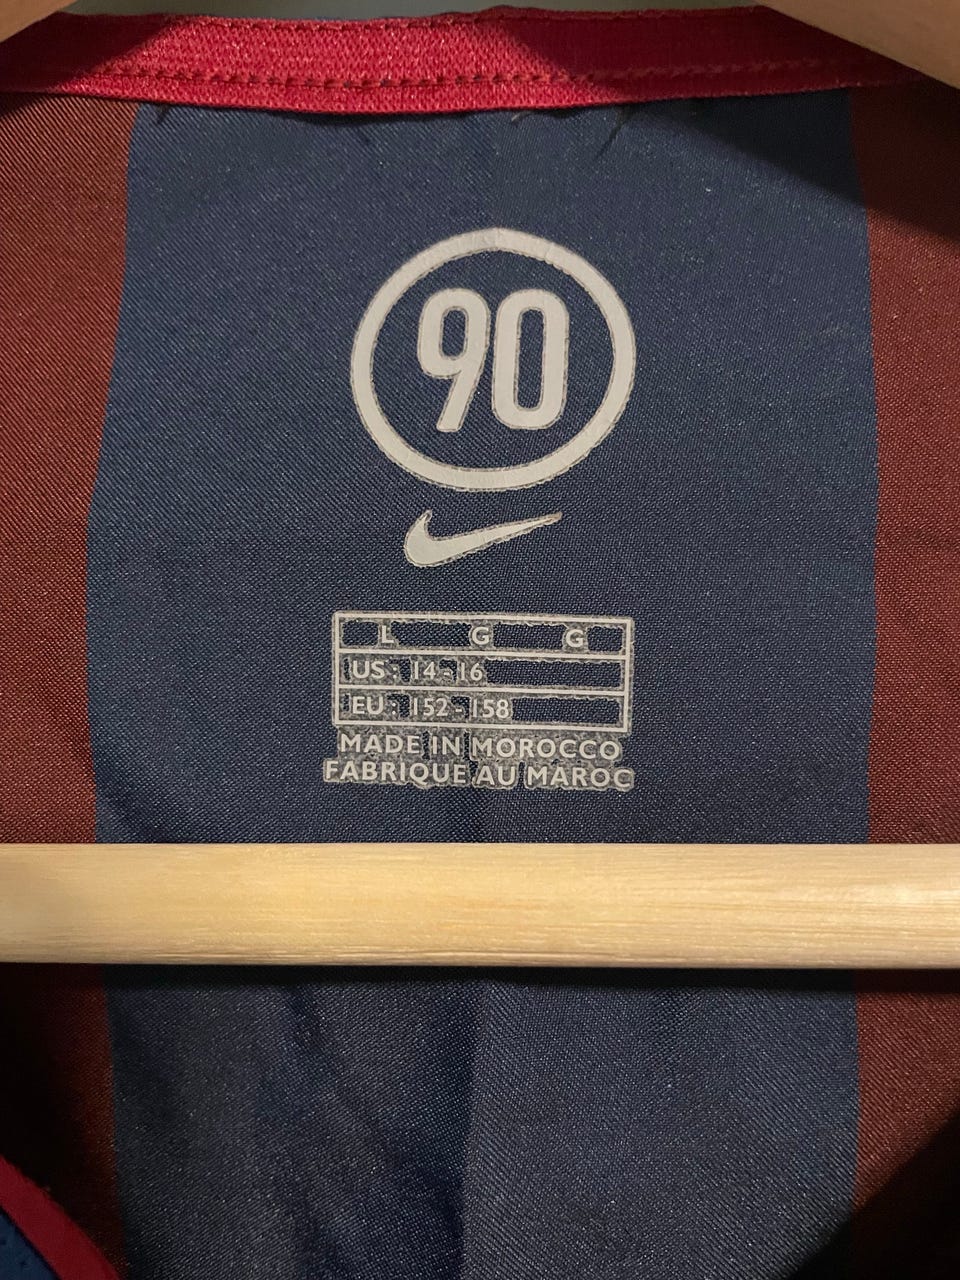 90
L G G
US: 14-16
EU: 152-158
MADE IN MOROCCO
FABRIQUE AU MAROC